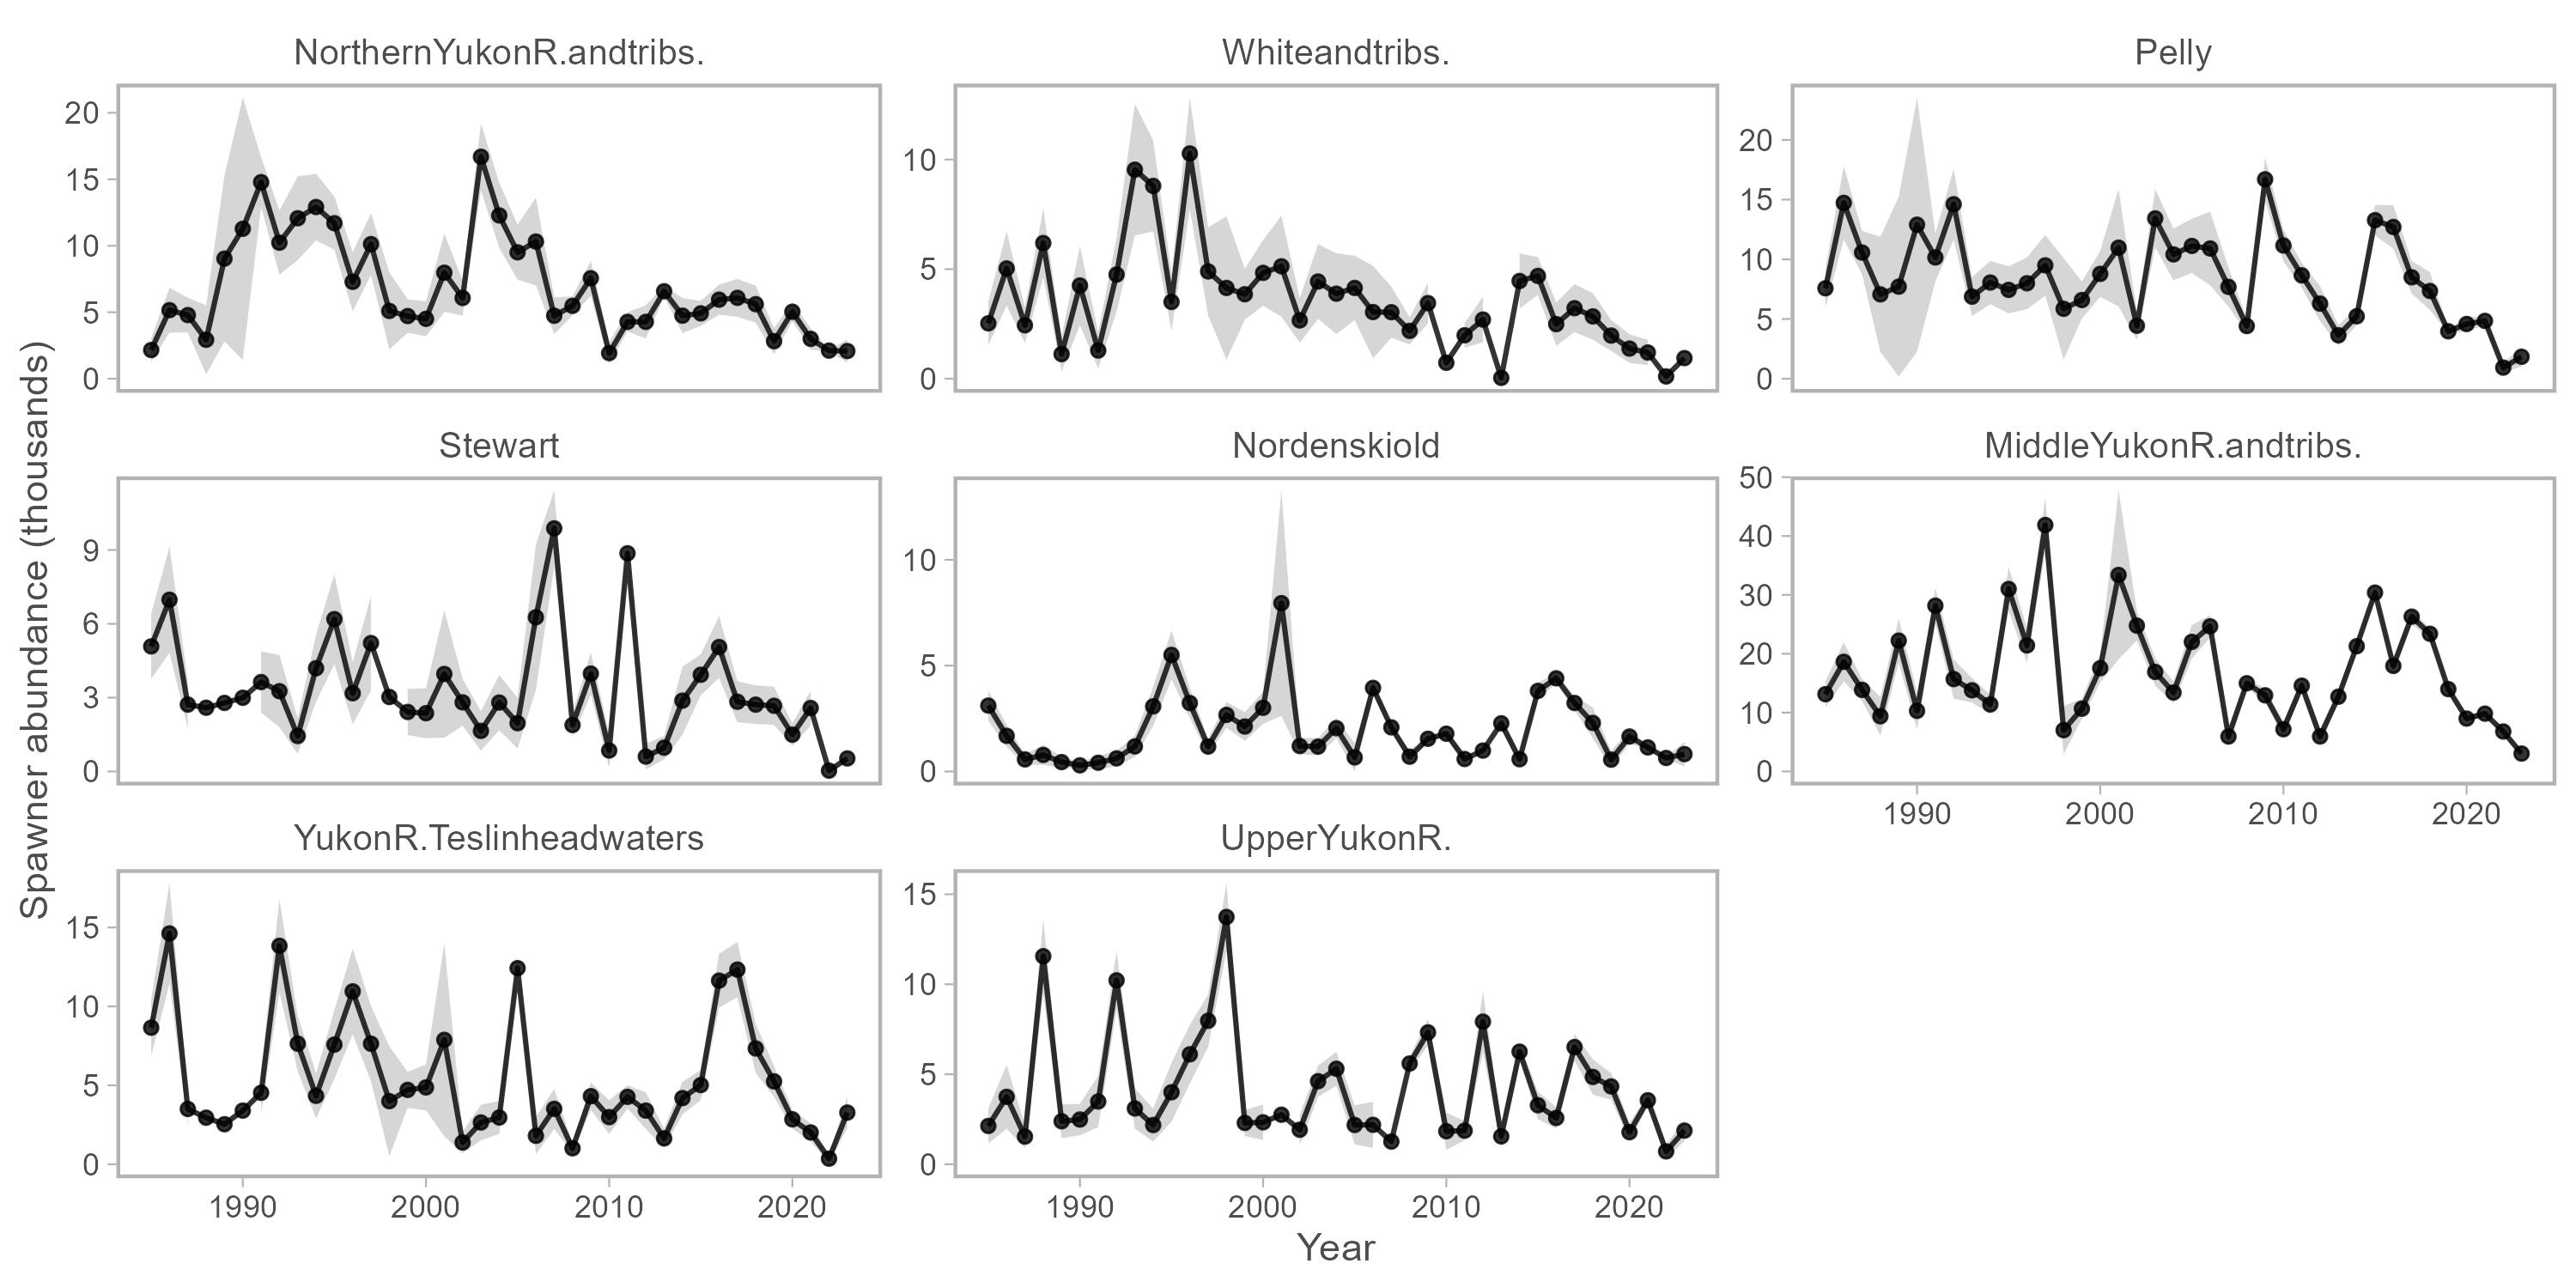 NorthernYukonR.andtribs.
Whiteandtribs.
Pelly
20
15
10
5
0
10
5
0
20
15
10
5
0
Stewart
Nordenskiold
MiddleYukonR.andtribs.
9
6
3
0
10
5
0
50
40
30
20
10
0
1990 2000 2010 2020
YukonR.Teslinheadwaters
UpperYukonR.
15
10
5
0
15
10
5
0
1990 2000 2010 2020
1990 2000 2010 2020
Year
Spawner abundance (thousands)